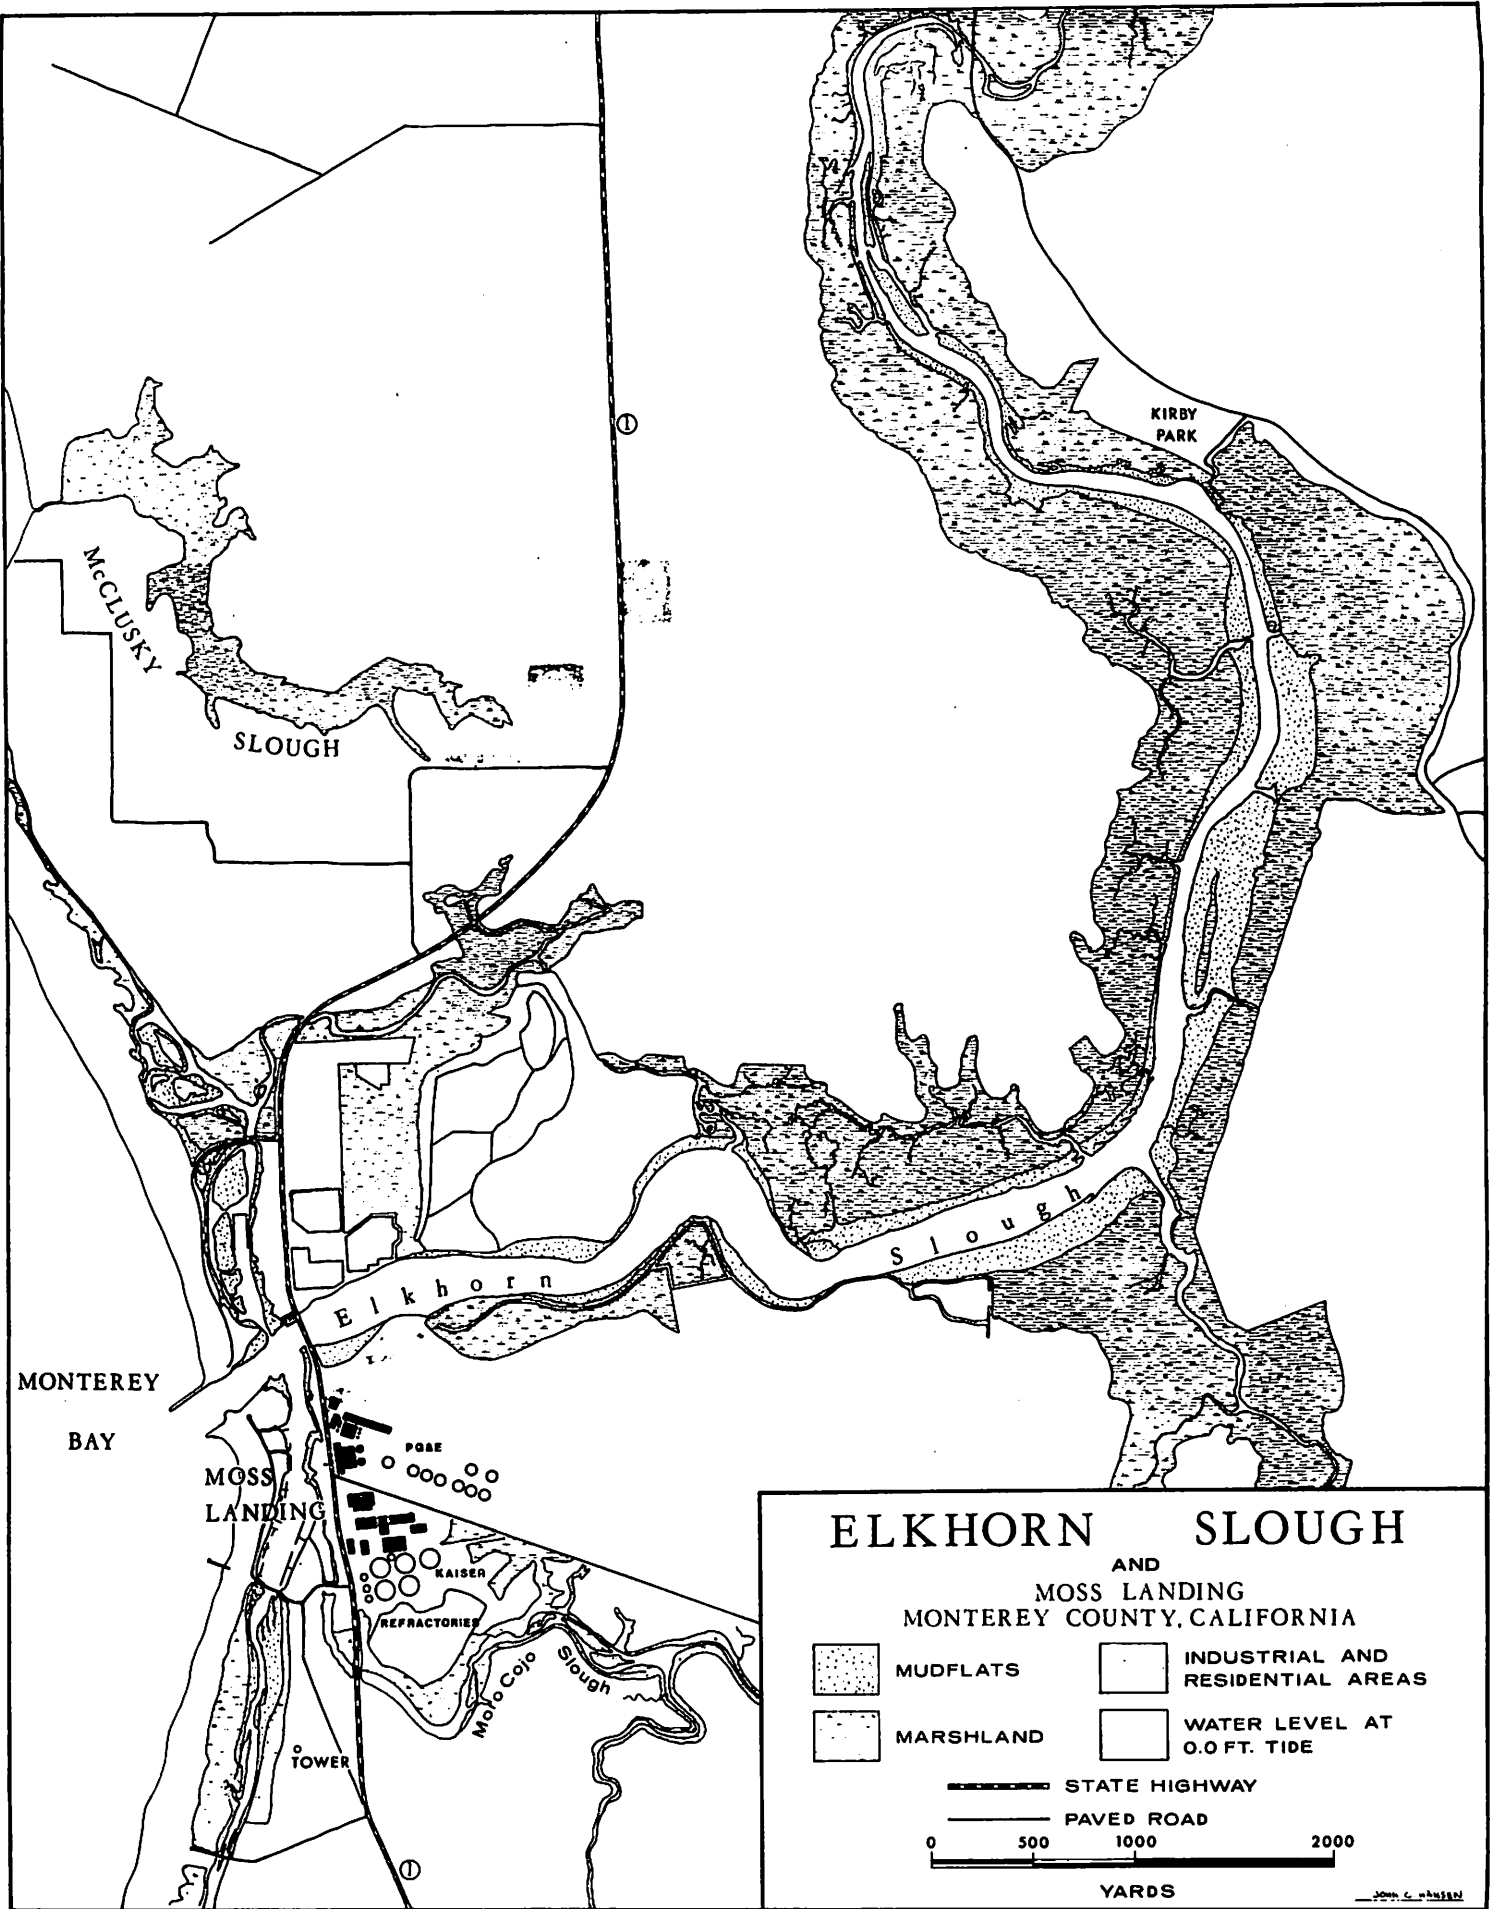 ①
KIRBY
PARK
McCLUSKY
SLOUGH
Elkhorn Slough
MONTEREY
BAY
MOSS
LANDING
PG&E
KAISER
REFRACTORIES
Moro Cojo
Slough
TOWER
①
ELKHORN SLOUGH
AND
MOSS LANDING
MONTEREY COUNTY, CALIFORNIA
MUDFLATS
INDUSTRIAL AND
RESIDENTIAL AREAS
MARSHLAND
WATER LEVEL AT
0.0 FT. TIDE
STATE HIGHWAY
PAVED ROAD
0 500 1000 2000
YARDS
JOHN C HANSEN